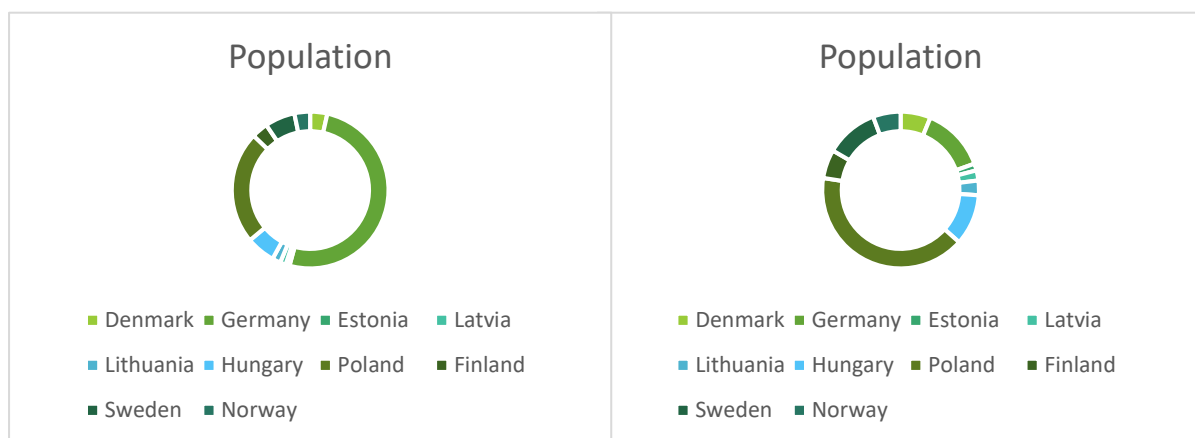 Population
Denmark Germany Estonia Latvia
Lithuania Hungary Poland Finland
Sweden Norway
Population
Denmark Germany Estonia Latvia
Lithuania Hungary Poland Finland
Sweden Norway